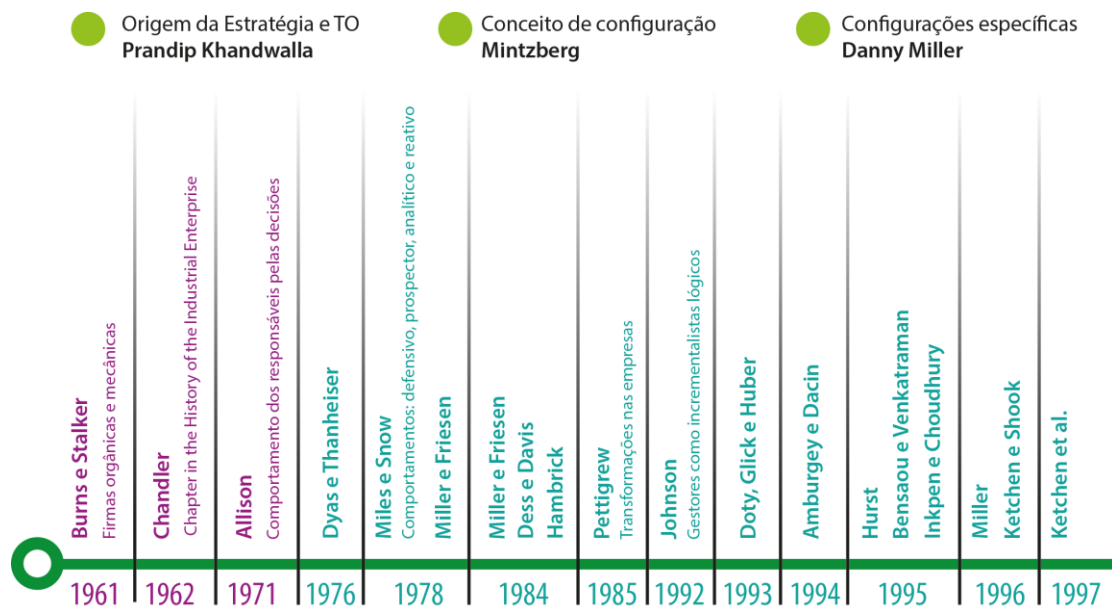 Origem da Estratégia e TO
Prandip Khandwalla
Conceito de configuração
Mintzberg
Configurações específicas
Danny Miller
Burns e Stalker
Firmas orgânicas e mecânicas
Chandler
Chapter in the History of the Industrial Enterprise
Allison
Comportamento dos responsáveis pelas decisões
Dyas e Thanheiser
Miles e Snow
Comportamentos: defensivo, prospector, analítico e reativo
Miller e Friesen
Miller e Friesen
Dess e Davis
Hambrick
Pettigrew
Transformações nas empresas
Johnson
Gestores como incrementalistas lógicos
Doty, Glick e Huber
Amburgey e Dacin
Hurst
Bensaou e Venkatraman
Inkpen e Choudhury
Miller
Ketchen e Shook
Ketchen et al.
1961
1962
1971
1976
1978
1984
1985
1992
1993
1994
1995
1996
1997